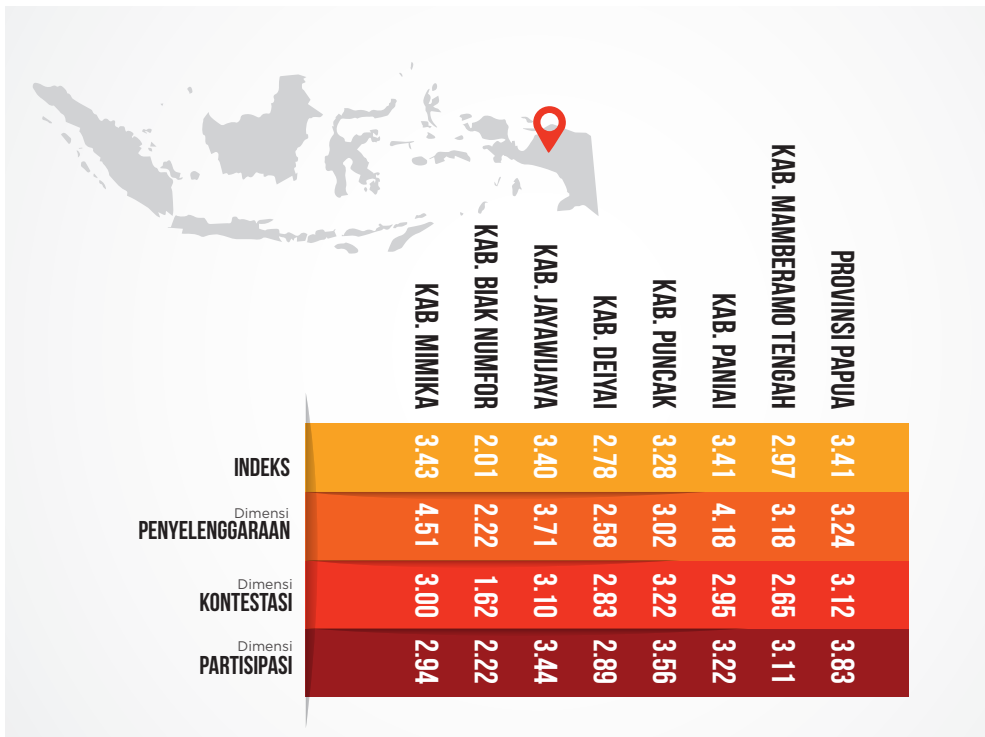 KAB. MIMIKA
KAB. BIAK NUMFOR
KAB. JAYAWIJAYA
KAB. DEIYAI
KAB. PUNCAK
KAB. PANIAI
KAB. MAMBERAMO TENGAH
PROVINSI PAPUA
INDEKS 3.43 2.01 3.40 2.78 3.28 3.41 2.97 3.41
Dimensi
PENYELENGGARAAN 4.51 2.22 3.71 2.58 3.02 4.18 3.18 3.24
Dimensi
KONTESTASI 3.00 1.62 3.10 2.83 3.22 2.95 2.65 3.12
Dimensi
PARTISIPASI 2.94 2.22 3.44 2.89 3.56 3.22 3.11 3.83